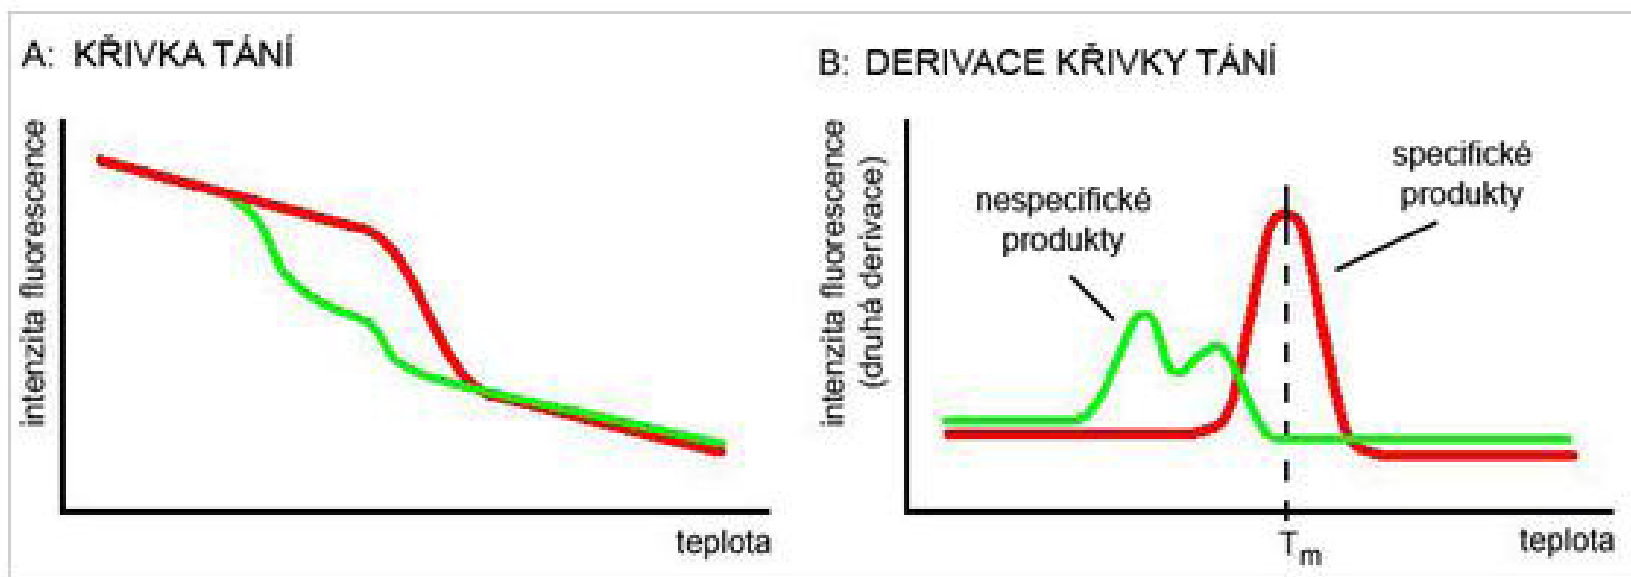 A: KŘIVKA TÁNÍ
intenzita fluorescence
teplota
B: DERIVACE KŘIVKY TÁNÍ
intenzita fluorescence
(druhá derivace)
nespecifické
produkty
specifické
produkty
Tm
teplota